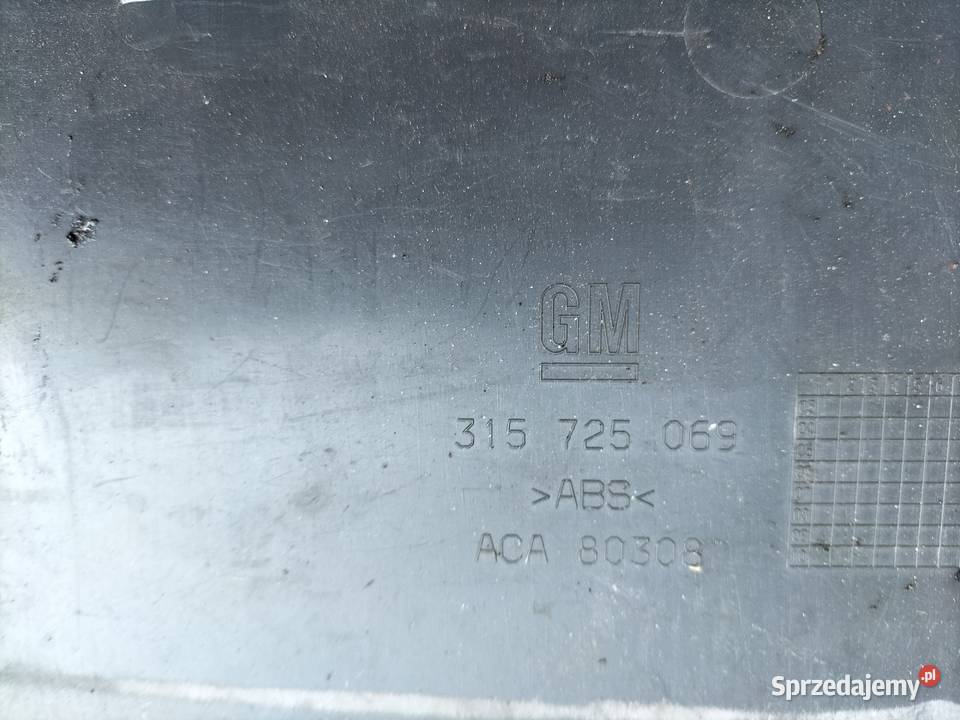 GM
315 725 069
>ABS<
ACA 80308
Sprzedajemy.pl